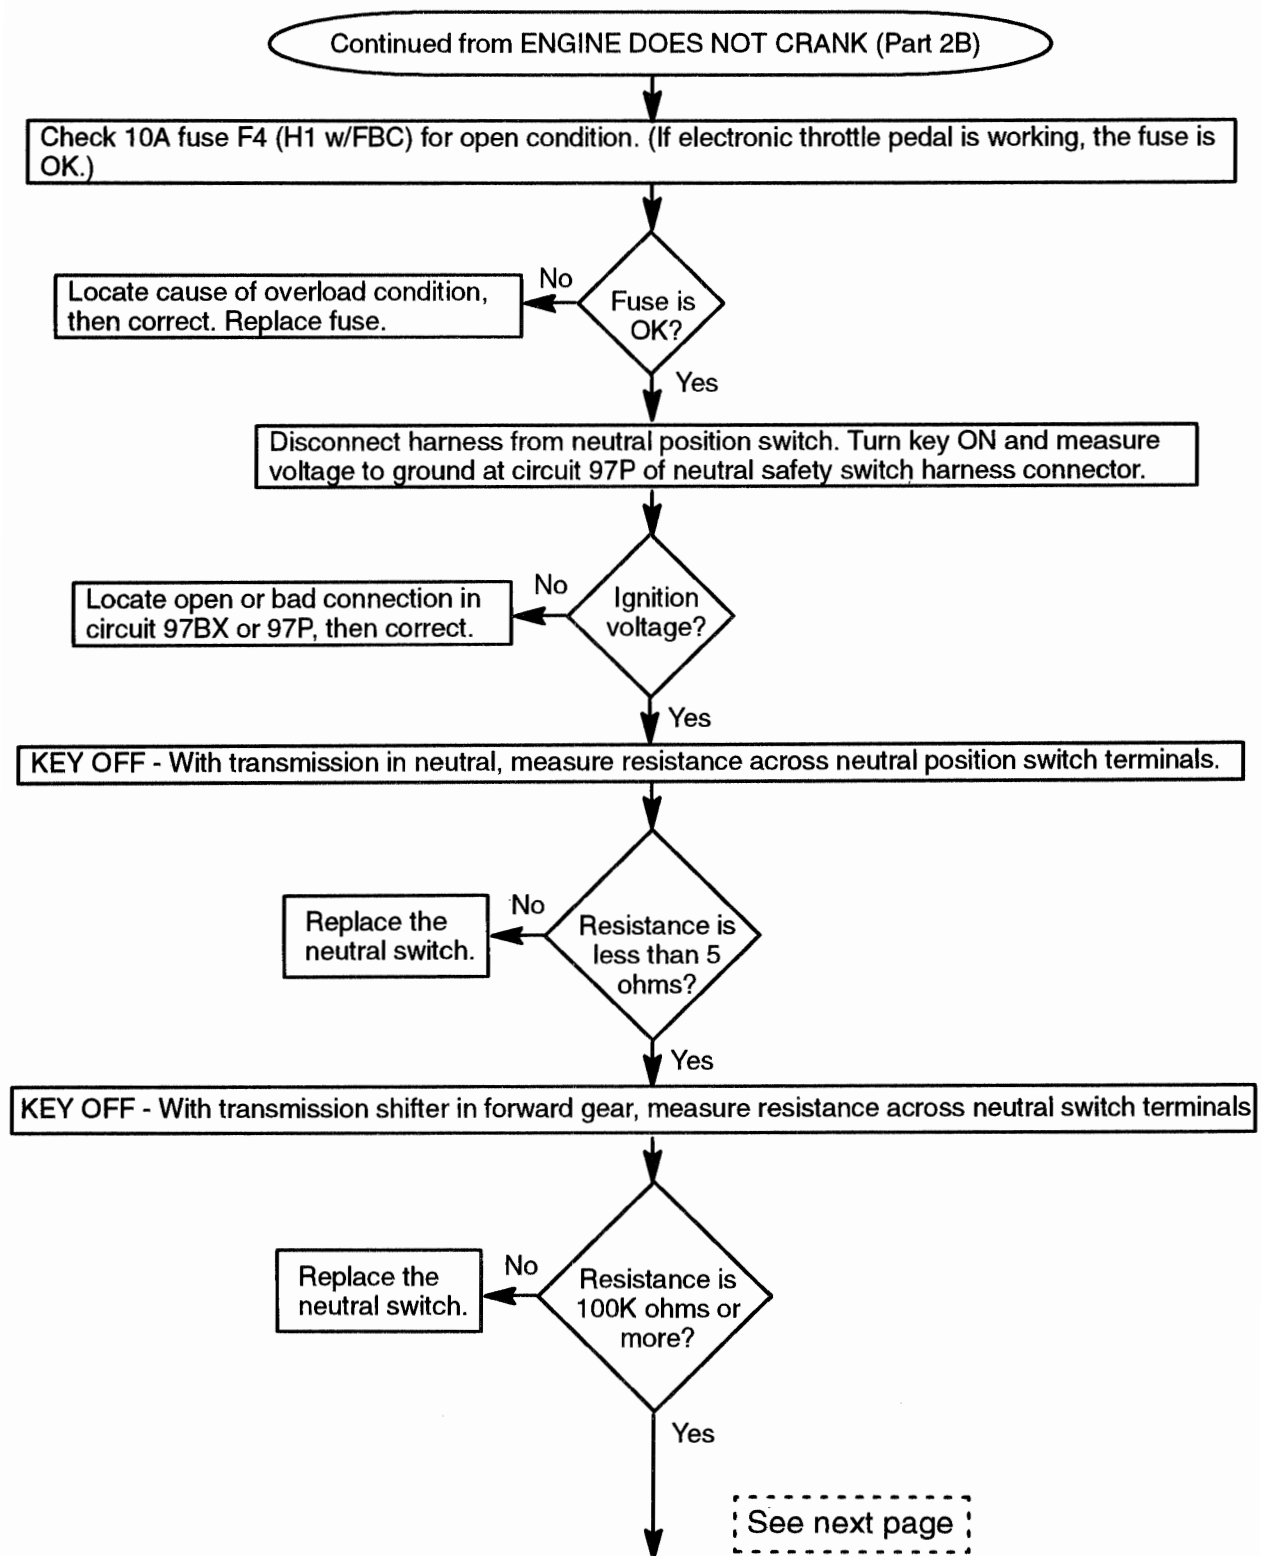 Continued from ENGINE DOES NOT CRANK (Part 2B)
Check 10A fuse F4 (H1 w/FBC) for open condition. (If electronic throttle pedal is working, the fuse is
OK.)
No
Locate cause of overload condition,
then correct. Replace fuse.
Fuse is
OK?
Yes
Disconnect harness from neutral position switch. Turn key ON and measure
voltage to ground at circuit 97P of neutral safety switch harness connector.
No
Locate open or bad connection in
circuit 97BX or 97P, then correct.
Ignition
voltage?
Yes
KEY OFF - With transmission in neutral, measure resistance across neutral position switch terminals.
No
Replace the
neutral switch.
Resistance is
less than 5
ohms?
Yes
KEY OFF - With transmission shifter in forward gear, measure resistance across neutral switch terminals
No
Replace the
neutral switch.
Resistance is
100K ohms or
more?
Yes
See next page